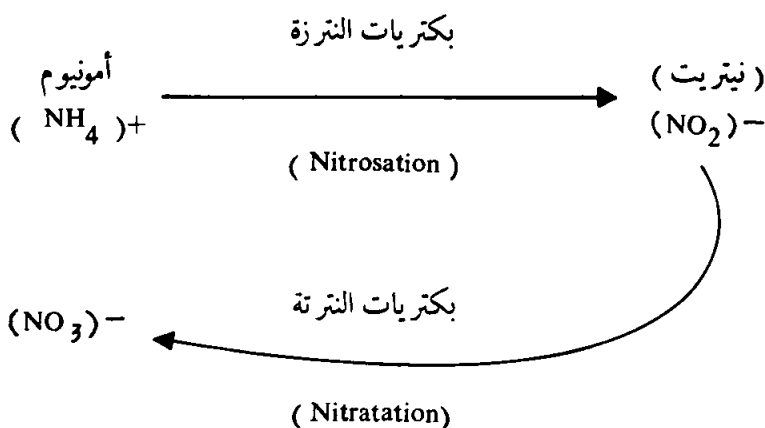 بكتريات النترزة
أمونيوم
( NH4 )+
( نيتريت )
(NO2)−
( Nitrosation )
بكتريات النترتة
(NO3)−
( Nitratation)